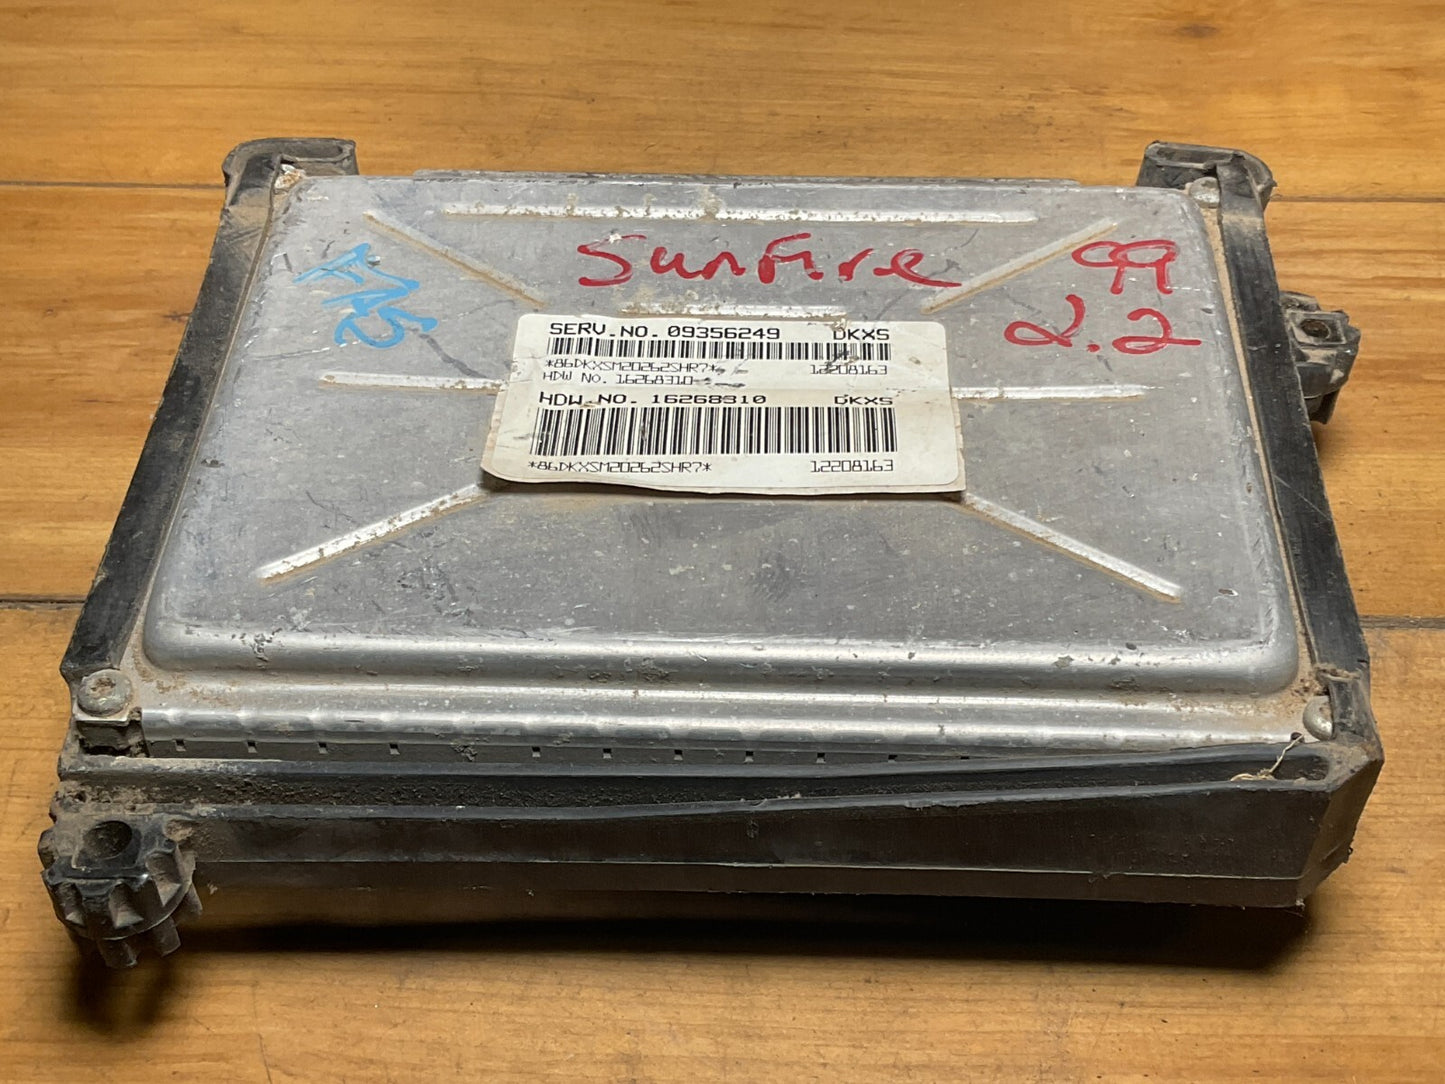 Sunfire 99
2.2
SERV.NO. 09356249 DKXS
*86DKXSM20262SHR7* 12208163
HDW NO. 16268310
HDW.NO. 16268310 DKXS
*86DKXSM20262SHR7* 12208163